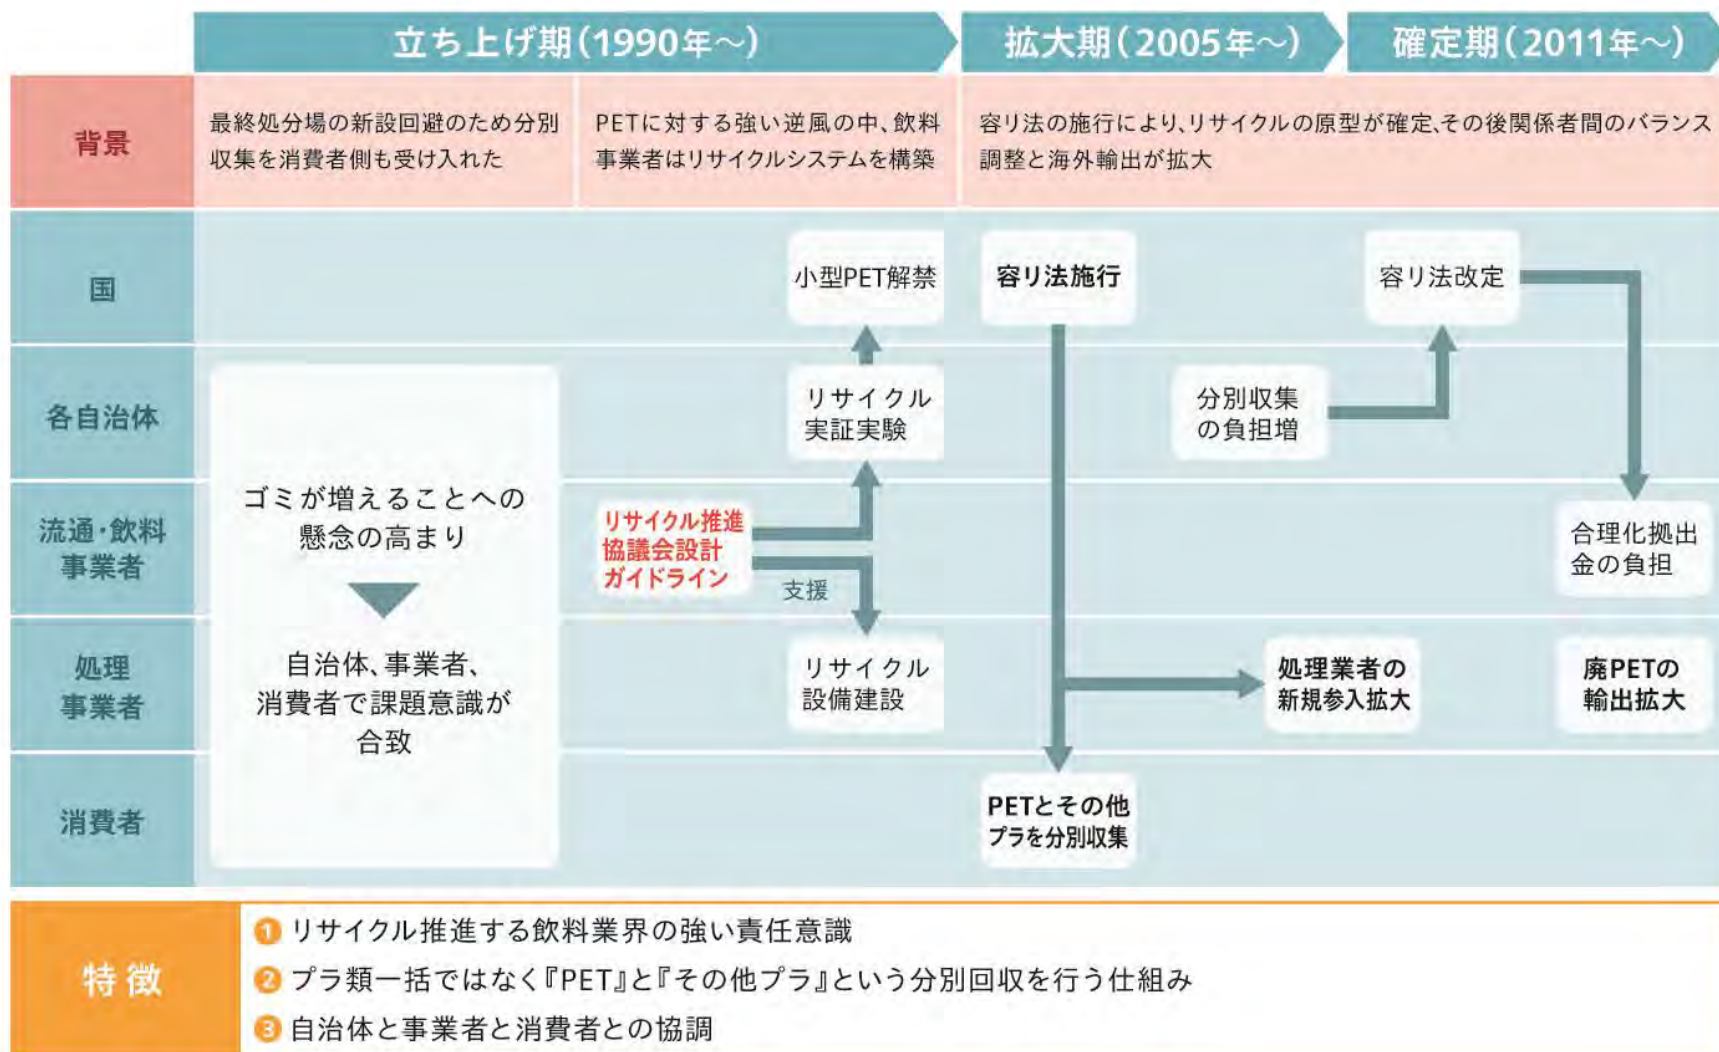 立ち上げ期（1990年〜）
拡大期（2005年〜）
確定期（2011年〜）
背景
最終処分場の新設回避のため分別
収集を消費者側も受け入れた
PETに対する強い逆風の中、飲料
事業者はリサイクルシステムを構築
容リ法の施行により、リサイクルの原型が確定、その後関係者間のバランス
調整と海外輸出が拡大
国
小型PET解禁
容リ法施行
容リ法改定
各自治体
リサイクル
実証実験
分別収集
の負担増
ゴミが増えることへの
懸念の高まり
自治体、事業者、
消費者で課題意識が
合致
流通・飲料
事業者
リサイクル推進
協議会設計
ガイドライン
支援
合理化拠出
金の負担
処理
事業者
リサイクル
設備建設
処理業者の
新規参入拡大
廃PETの
輸出拡大
消費者
PETとその他
プラを分別収集
特徴
1 リサイクル推進する飲料業界の強い責任意識
2 プラ類一括ではなく『PET』と『その他プラ』という分別回収を行う仕組み
3 自治体と事業者と消費者との協調